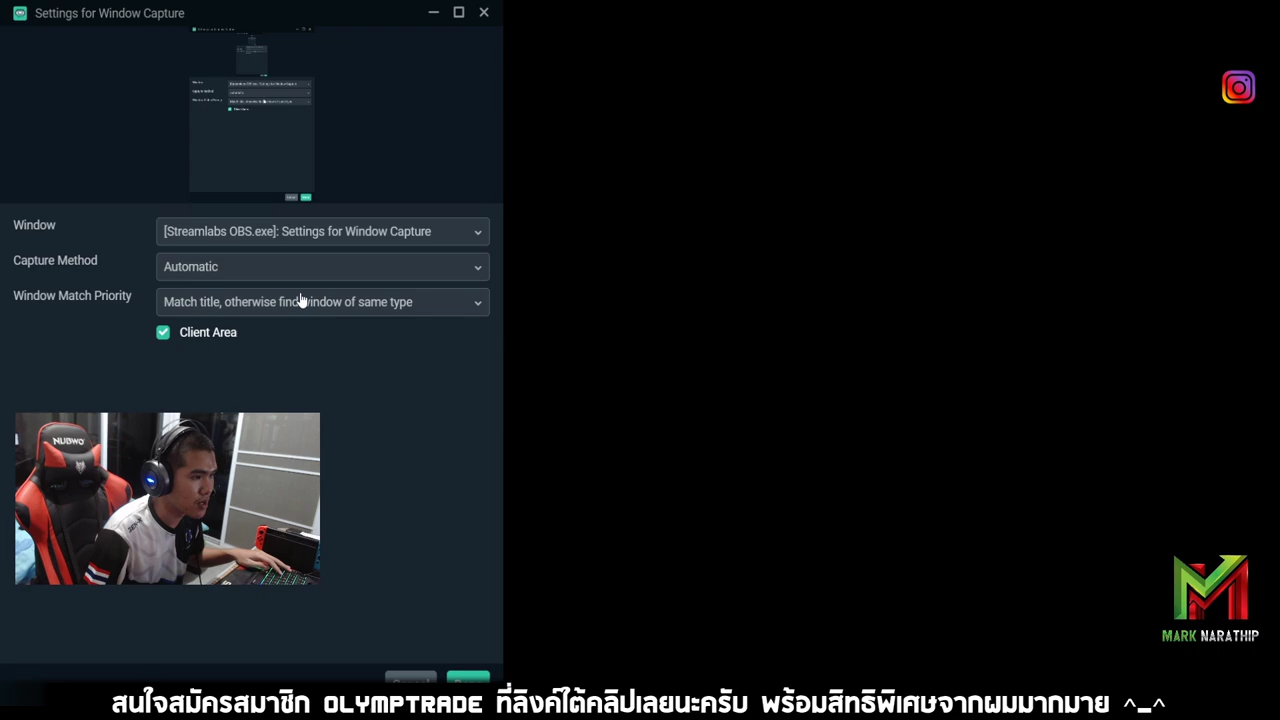 Settings for Window Capture
Window
[Streamlabs OBS.exe]: Settings for Window Capture
Capture Method
Automatic
Window Match Priority
Match title, otherwise find window of same type
Client Area
NUBWO
MARK NARATHIP
สนใจสมัครสมาชิก OLYMPTRADE ที่ลิงค์ใต้คลิปเลยนะครับ พร้อมสิทธิพิเศษจากผมมากมาย ^_^